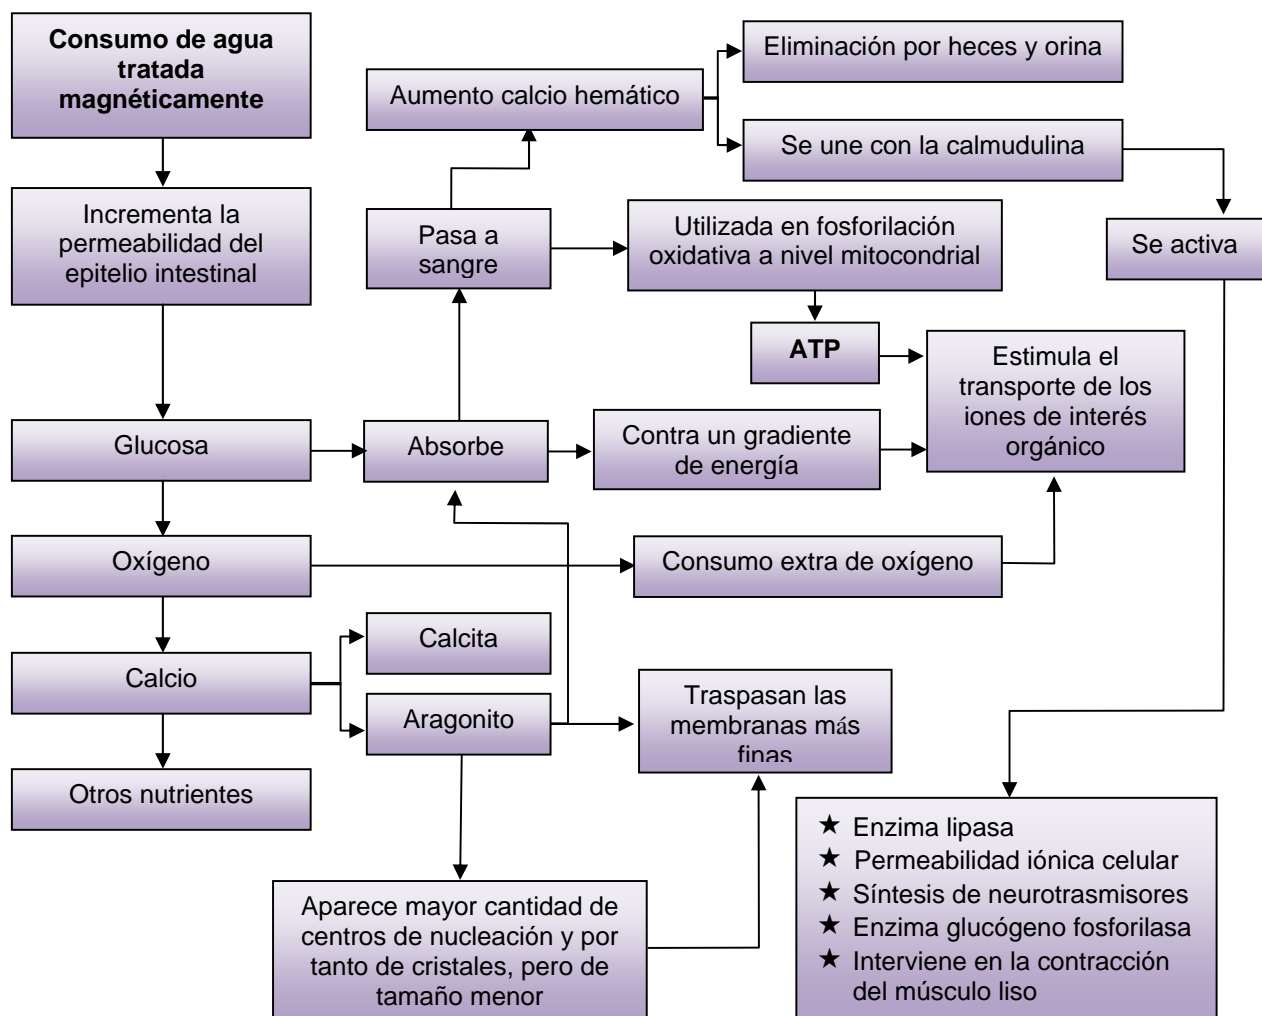 Consumo de agua
tratada
magnéticamente
Incrementa la
permeabilidad del
epitelio intestinal
Glucosa
Oxígeno
Calcio
Otros nutrientes
Aumento calcio hemático
Eliminación por heces y orina
Se une con la calmudulina
Pasa a
sangre
Utilizada en fosforilación
oxidativa a nivel mitocondrial
Se activa
ATP
Estimula el
transporte de los
iones de interés
orgánico
Absorbe
Contra un gradiente
de energía
Consumo extra de oxígeno
Calcita
Aragonito
Traspasan las
membranas más
finas
Aparece mayor cantidad de
centros de nucleación y por
tanto de cristales, pero de
tamaño menor
★ Enzima lipasa
★ Permeabilidad iónica celular
★ Síntesis de neurotrasmisores
★ Enzima glucógeno fosforilasa
★ Interviene en la contracción
del músculo liso